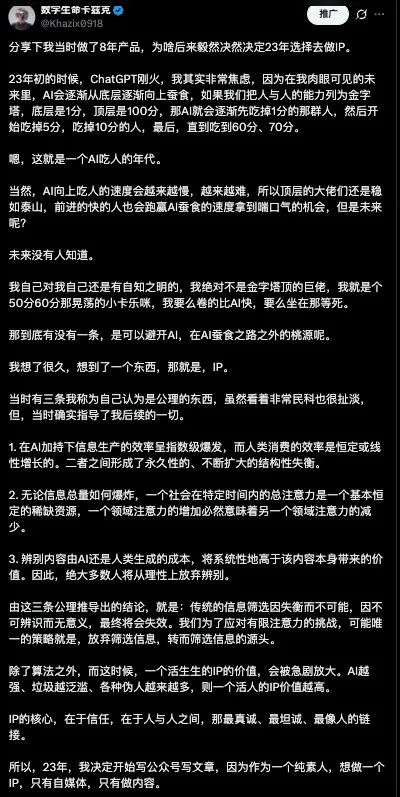 数字生命卡兹克
@Khazix0918
推广
分享下我当时做了8年产品，为啥后来毅然决然决定23年选择去做IP。
23年初的时候，ChatGPT刚火，我其实非常焦虑，因为在我肉眼可见的未
来里，AI会逐渐从底层逐渐向上蚕食，如果我们把人与人的能力列为金字
塔，底层是1分，顶层是100分，那AI就会逐渐先吃掉1分的那群人，然后开
始吃掉5分，吃掉10分的人，最后，直到吃到60分、70分。
嗯，这就是一个AI吃人的年代。
当然，AI向上吃人的速度会越来越慢，越来越难，所以顶层的大佬们还是稳
如泰山，前进的快的人也会跑赢AI蚕食的速度拿到喘口气的机会，但是未来
呢？
未来没有人知道。
我自己对我自己还是有自知之明的，我绝对不是金字塔顶的巨佬，我就是个
50分60分那晃荡的小卡乐咪，我要么卷的比AI快，要么坐在那等死。
那到底有没有一条，是可以避开AI，在AI蚕食之路之外的桃源呢。
我想了很久，想到了一个东西，那就是，IP。
当时有三条我称为自己认为是公理的东西，虽然看着非常民科也很扯淡，
但，当时确实指导了我后续的一切。
1. 在AI加持下信息生产的效率呈指数级爆发，而人类消费的效率是恒定或线
性增长的。二者之间形成了永久性的、不断扩大的结构性失衡。
2. 无论信息总量如何爆炸，一个社会在特定时间内的总注意力是一个基本恒
定的稀缺资源，一个领域注意力的增加必然意味着另一个领域注意力的减
少。
3. 辨别内容由AI还是人类生成的成本，将系统性地高于该内容本身带来的价
值。因此，绝大多数人将从理性上放弃辨别。
由这三条公理推导出的结论，就是：传统的信息筛选因失衡而不可能，因不
可辨识而无意义，最终将会失效。我们为了应对有限注意力的挑战，可能唯
一的策略就是，放弃筛选信息，转而筛选信息的源头。
除了算法之外，而这时候，一个活生生的IP的价值，会被急剧放大。AI越
强、垃圾越泛滥、各种伪人越来越多，则一个活人的IP价值越高。
IP的核心，在于信任，在于人与人之间，那最真诚、最坦诚、最像人的链
接。
所以，23年，我决定开始写公众号写文章，因为作为一个纯素人，想做一个
IP，只有自媒体，只有做内容。